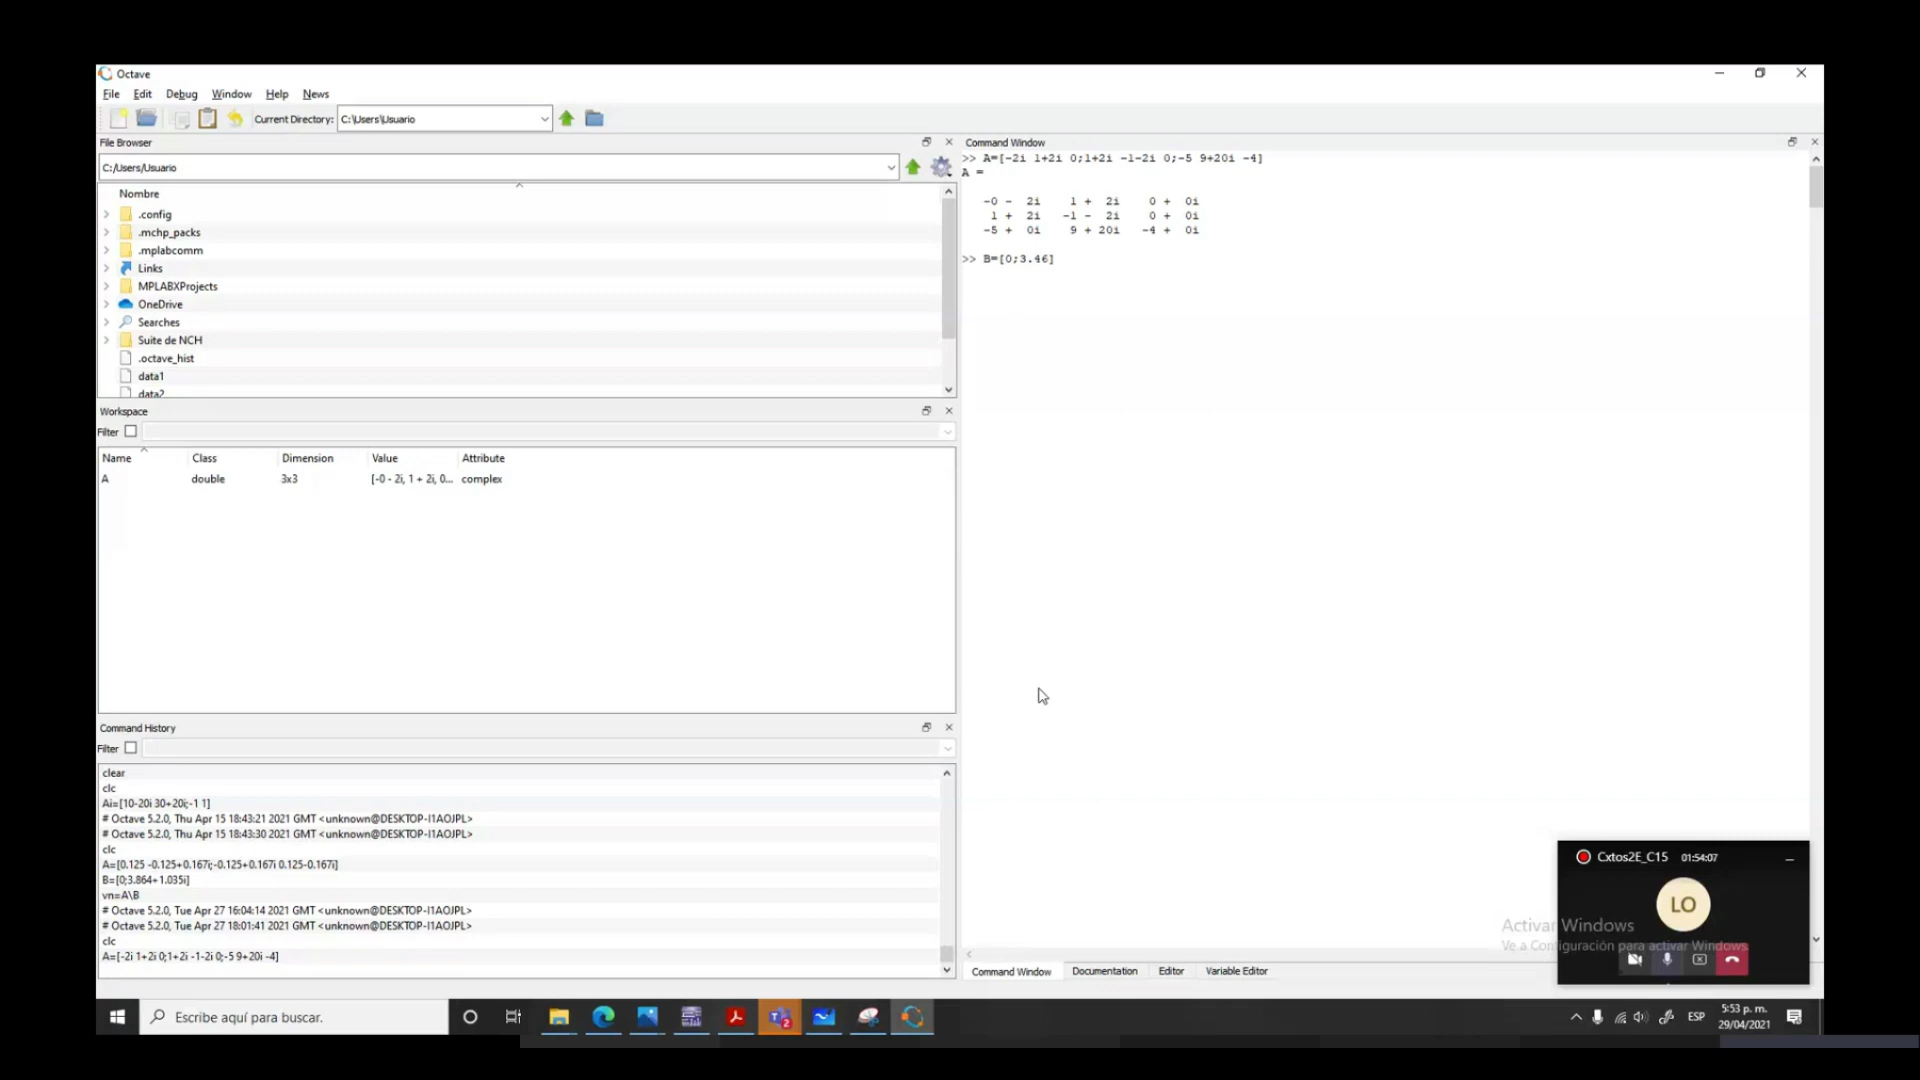 Octave
File Edit Debug Window Help News
Current Directory: C:\Users\Usuario
File Browser
C:/Users/Usuario
Nombre
.config
.mchp_packs
.mplabcomm
Links
MPLABXProjects
OneDrive
Searches
Suite de NCH
.octave_hist
data1
data2
Workspace
Filter
Name Class Dimension Value Attribute
A double 3x3 [-0 - 2i, 1 + 2i, 0... complex
Command History
Filter
clear
clc
Ai=[10-20i 30+20i;-1 1]
# Octave 5.2.0, Thu Apr 15 18:43:21 2021 GMT <unknown@DESKTOP-I1AOJPL>
# Octave 5.2.0, Thu Apr 15 18:43:30 2021 GMT <unknown@DESKTOP-I1AOJPL>
clc
A=[0.125 -0.125+0.167i;-0.125+0.167i 0.125-0.167i]
B=[0;3.864+1.035i]
vn=A\B
# Octave 5.2.0, Tue Apr 27 16:04:14 2021 GMT <unknown@DESKTOP-I1AOJPL>
# Octave 5.2.0, Tue Apr 27 18:01:41 2021 GMT <unknown@DESKTOP-I1AOJPL>
clc
A=[-2i 1+2i 0;1+2i -1-2i 0;-5 9+20i -4]
Command Window
>> A=[-2i 1+2i 0;1+2i -1-2i 0;-5 9+20i -4]
A =
-0 - 2i 1 + 2i 0 + 0i
1 + 2i -1 - 2i 0 + 0i
-5 + 0i 9 + 20i -4 + 0i
>> B=[0;3.46]
Command Window Documentation Editor Variable Editor
Cxtos2E_C15 01:54:07
LO
Activar Windows
Ve a Configuración para activar Windows.
Escribe aquí para buscar.
ESP
5:53 p. m.
29/04/2021